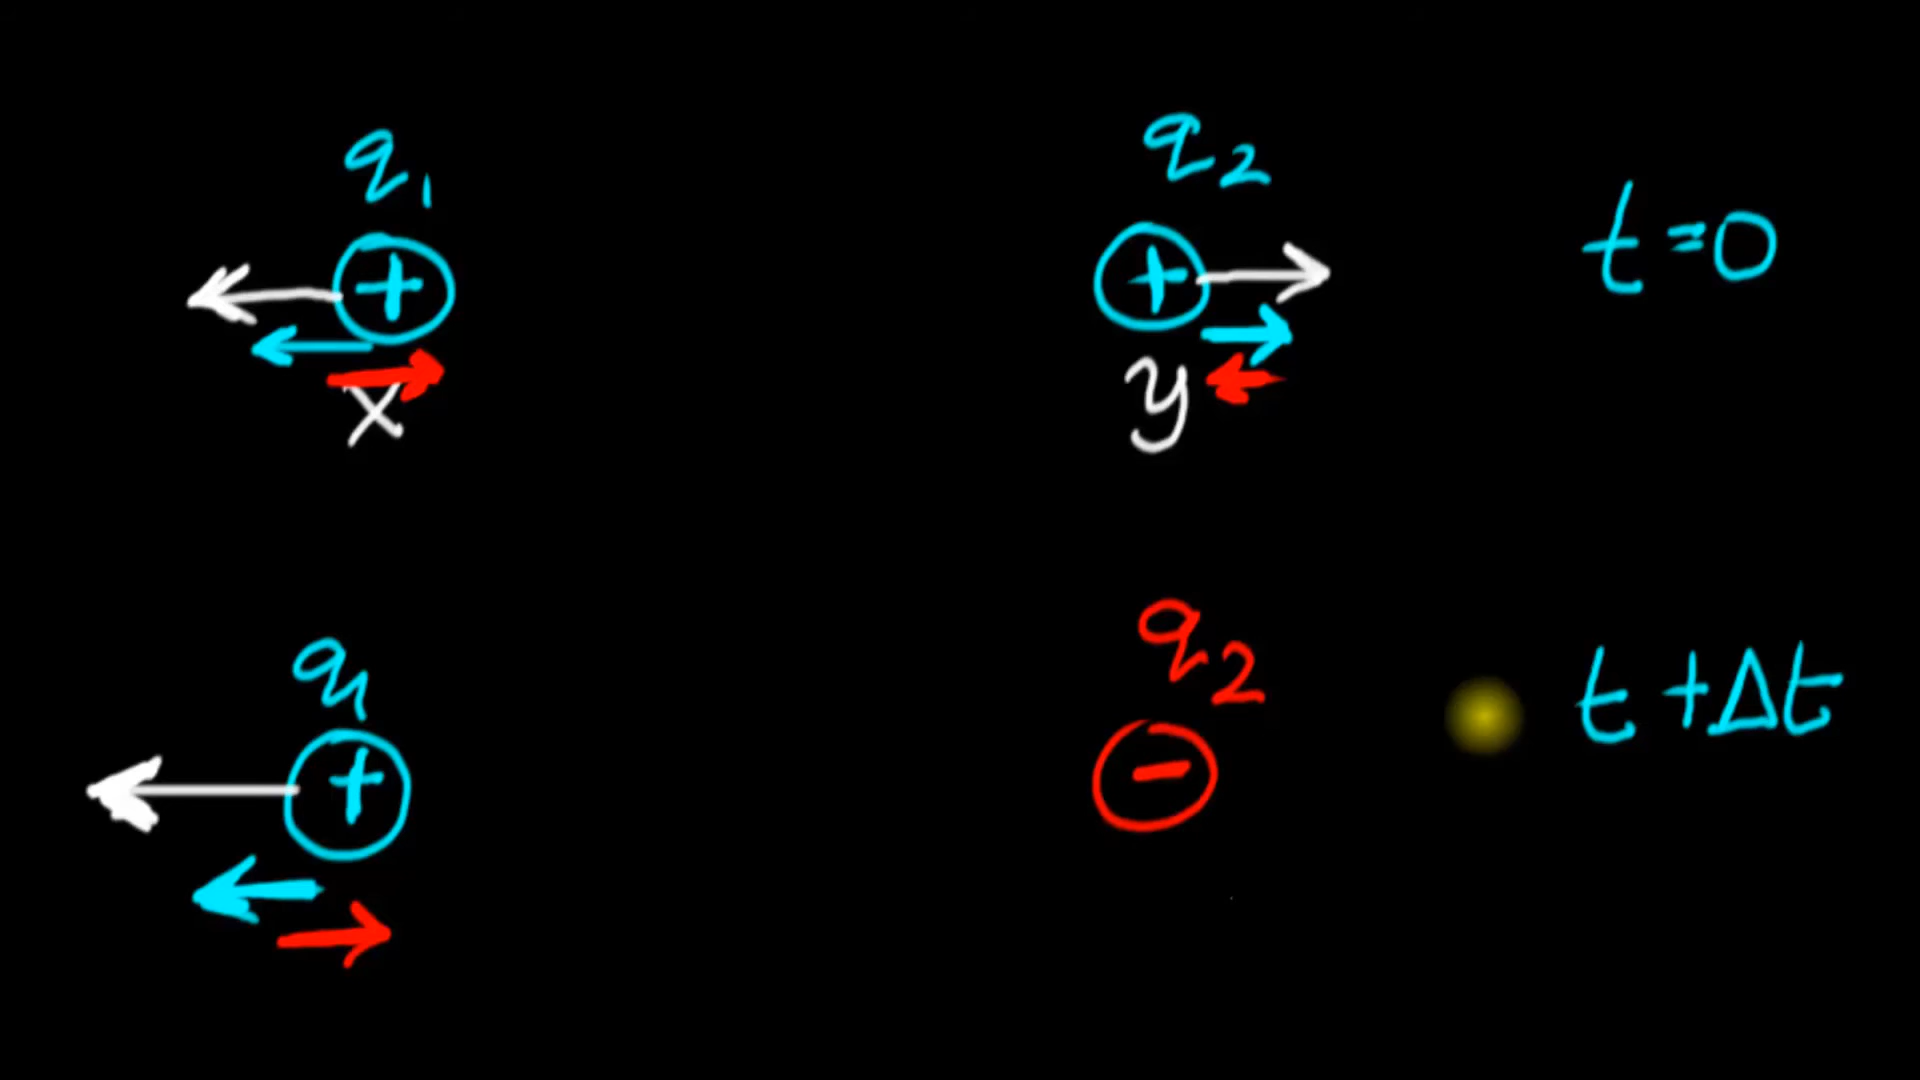 q1
q2
t=0
+
+
x
y
q1
q2
t+Δt
+
-